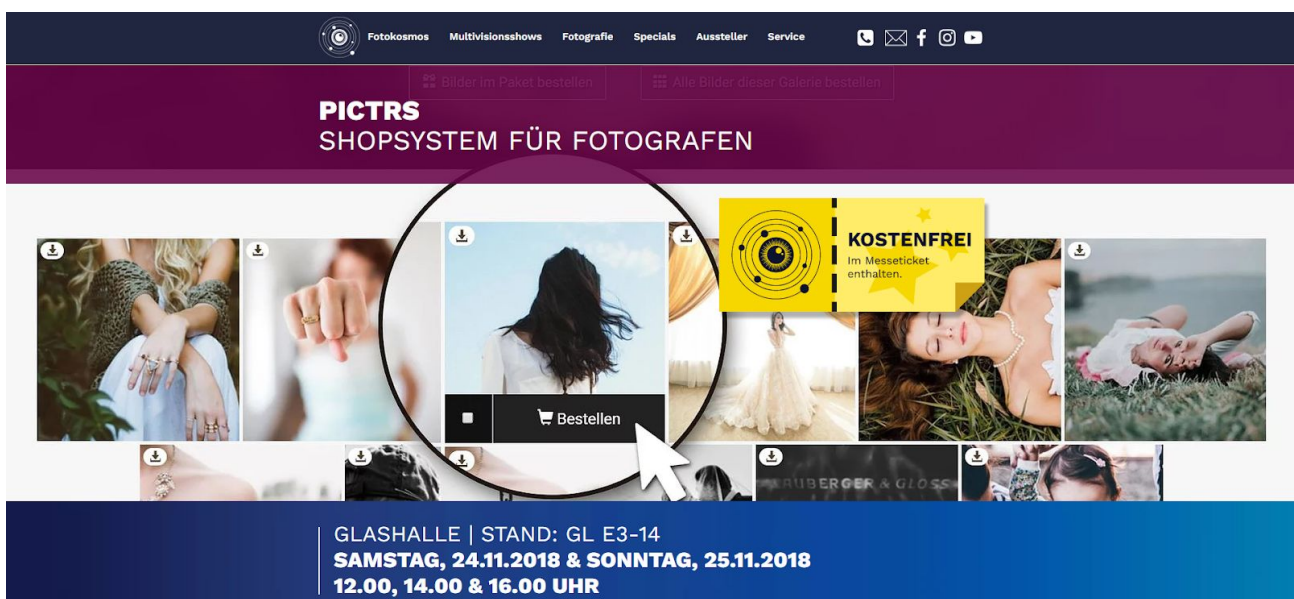 Fotokosmos Multivisionsshows Fotografie Specials Aussteller Service
Bilder im Paket bestellen Alle Bilder dieser Galerie bestellen
PICTRS
SHOPSYSTEM FÜR FOTOGRAFEN
KOSTENFREI
Im Messeticket
enthalten.
Bestellen
GLASHALLE | STAND: GL E3-14
SAMSTAG, 24.11.2018 & SONNTAG, 25.11.2018
12.00, 14.00 & 16.00 UHR